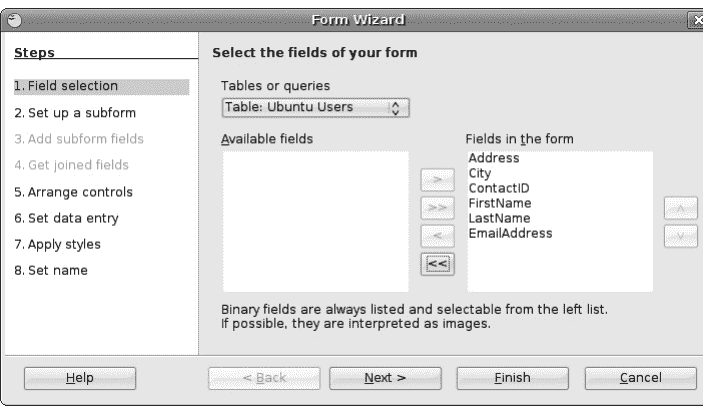 Form Wizard
Steps
1. Field selection
2. Set up a subform
3. Add subform fields
4. Get joined fields
5. Arrange controls
6. Set data entry
7. Apply styles
8. Set name
Select the fields of your form
Tables or queries
Table: Ubuntu Users
Available fields
Fields in the form
Address
City
ContactID
FirstName
LastName
EmailAddress
>
>>
<
<<
Binary fields are always listed and selectable from the left list.
If possible, they are interpreted as images.
Help
< Back
Next >
Finish
Cancel